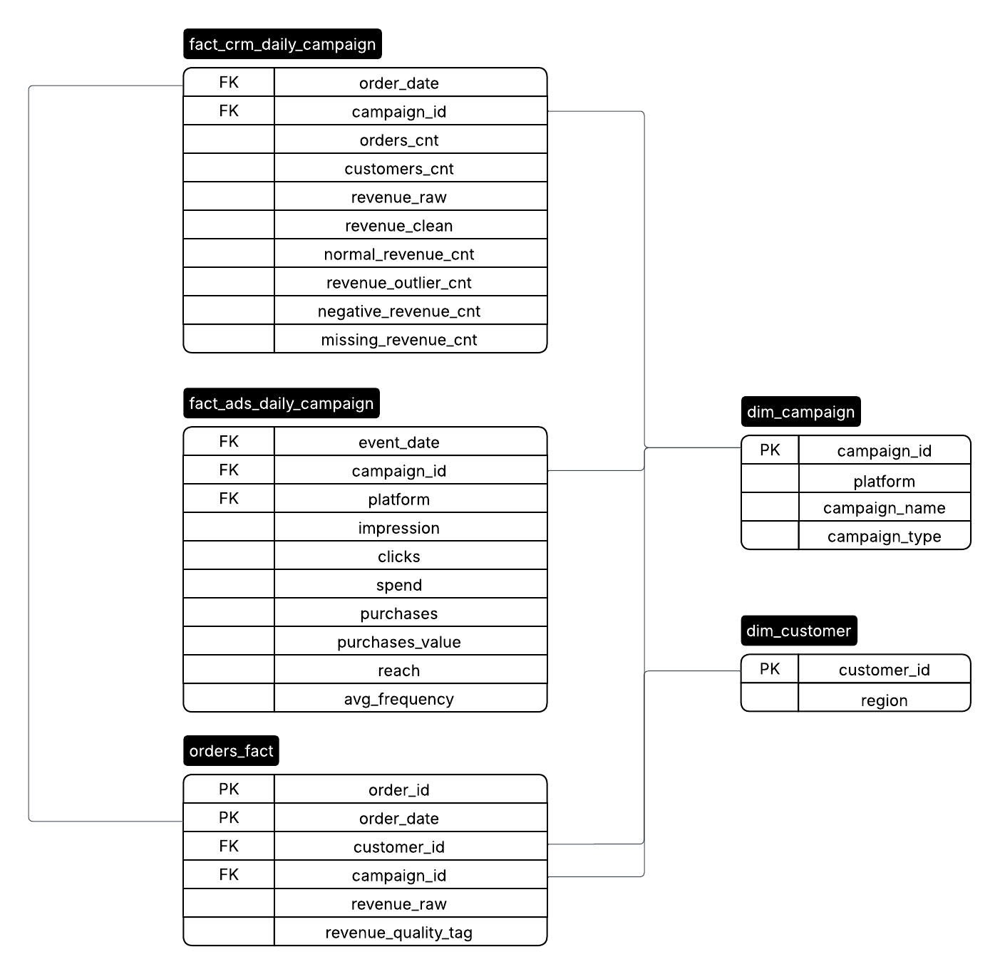 fact_crm_daily_campaign
FK order_date
FK campaign_id
orders_cnt
customers_cnt
revenue_raw
revenue_clean
normal_revenue_cnt
revenue_outlier_cnt
negative_revenue_cnt
missing_revenue_cnt
fact_ads_daily_campaign
FK event_date
FK campaign_id
FK platform
impression
clicks
spend
purchases
purchases_value
reach
avg_frequency
orders_fact
PK order_id
PK order_date
FK customer_id
FK campaign_id
revenue_raw
revenue_quality_tag
dim_campaign
PK campaign_id
platform
campaign_name
campaign_type
dim_customer
PK customer_id
region